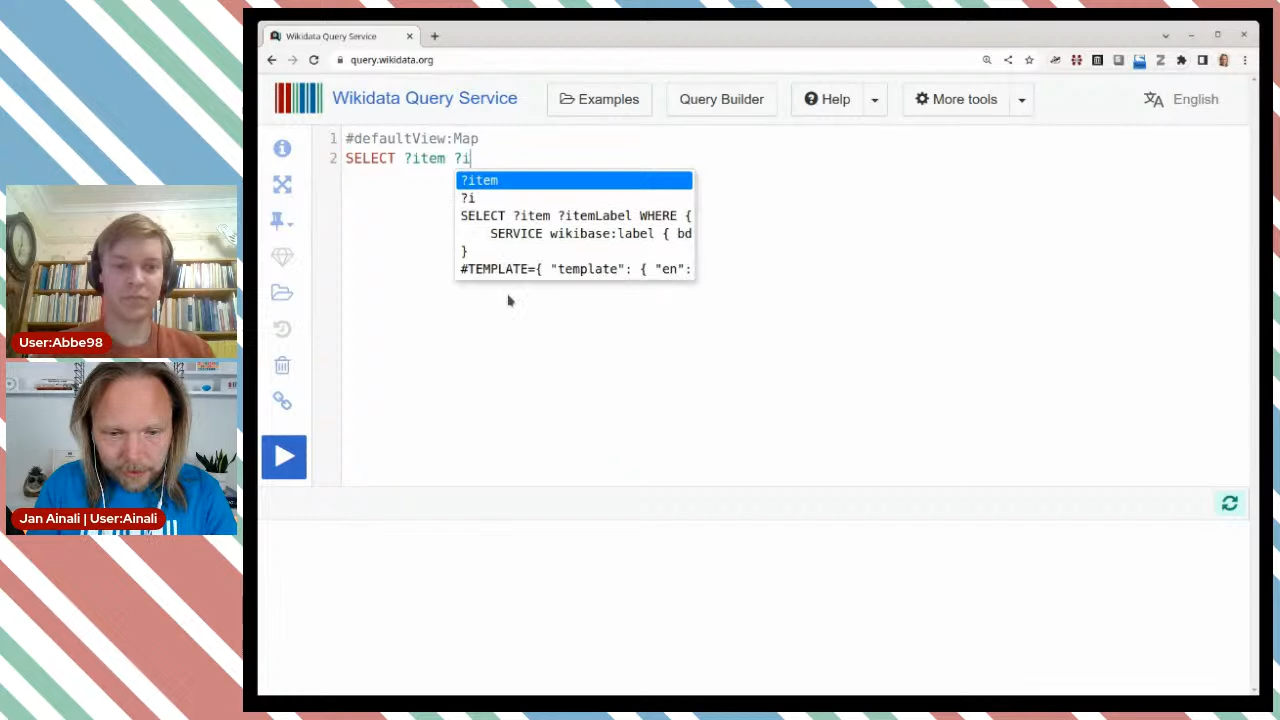 Wikidata Query Service
query.wikidata.org
Wikidata Query Service
Examples
Query Builder
Help
More tools
English
1 #defaultView:Map
2 SELECT ?item ?i
?item
?i
SELECT ?item ?itemLabel WHERE {
SERVICE wikibase:label { bd
}
#TEMPLATE={ "template": { "en":
User:Abbe98
Jan Ainali | User:Ainali